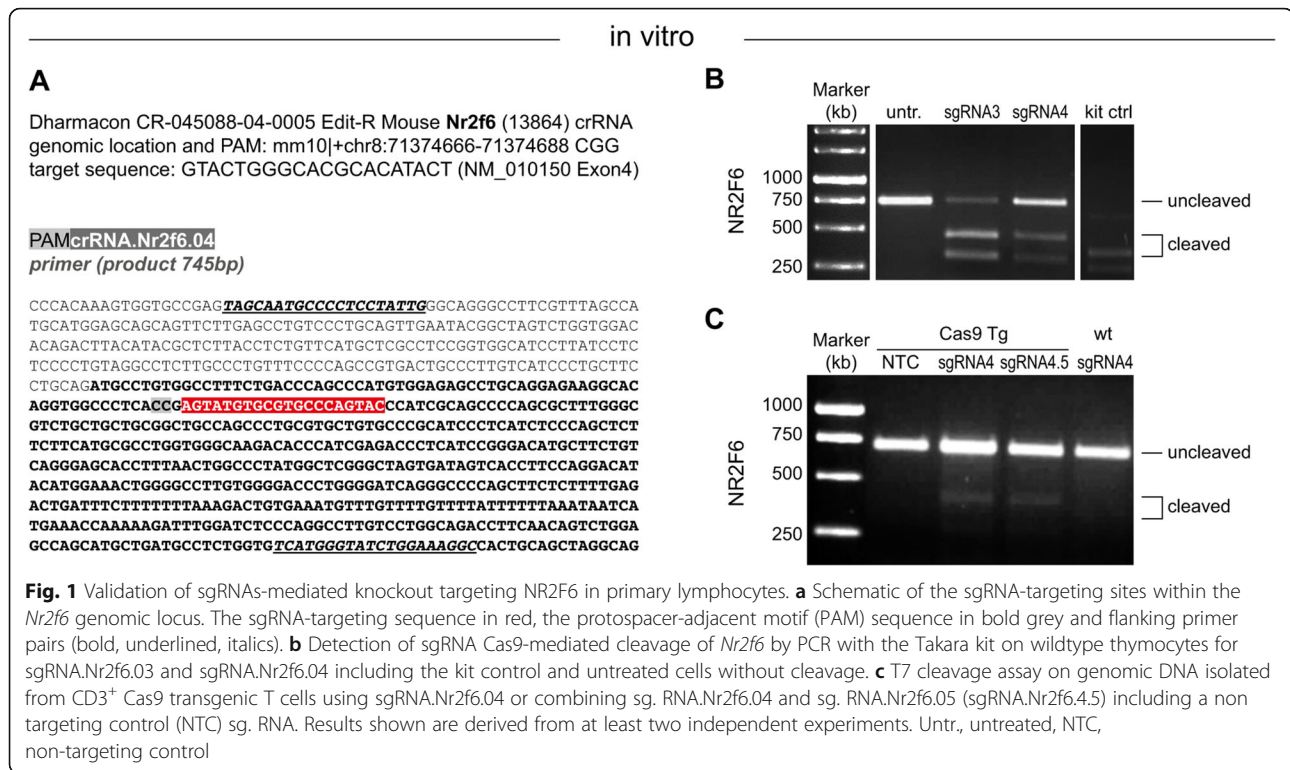 in vitro
A
Dharmacon CR-045088-04-0005 Edit-R Mouse Nr2f6 (13864) crRNA
genomic location and PAM: mm10|+chr8:71374666-71374688 CGG
target sequence: GTACTGGGCACGCACATACT (NM_010150 Exon4)
PAMcrRNA.Nr2f6.04
primer (product 745bp)
CCCACAAAGTGGTGCCGAGTAGCAATGCCCCTCCTATTGGGCAGGGCCTTCGTTTAGCCA
TGCATGGAGCAGCAGTTCTTGAGCCTGTCCCTGCAGTTGAATACGGCTAGTCTGGTGGAC
ACAGACTTACATACGCTCTTACCTCTGTTCATGCTCGCCTCCGGTGGCATCCTTATCCTC
TCCCCTGTAGGCCTCTTGCCCTGTTTCCCAGCCGTGACTGCCCTTGTCATCCCTGCTTC
CTGCAGATGCCTGTGGCCTTTCTGACCCAGCCCATGTGGAGAGCCTGCAGGAGAAGGCAC
AGGTGGCCCTCACCGAGTATGTGCGTGCCCAGTACCCATCGCAGCCCCAGCGCTTTGGGC
GTCTGCTGCTGCGGCTGCCAGCCCTGCGTGCTGTGCCCGCATCCCTCATCTCCCAGCTCT
TCTTCATGCGCCTGGTGGGCAAGACACCCATCGAGACCCTCATCCGGGACATGCTTCTGT
CAGGGAGCACCTTTAACTGGCCCTATGGCTCGGGCTAGTGATAGTCACCTTCCAGGACAT
ACATGGAAACTGGGGCCTTGTGGGGACCCTGGGGATCAGGGCCCCAGCTTCTCTTTTGAG
ACTGATTTCTTTTTTTAAAGACTGTGAAATGTTTGTTTTGTTTTATTTTTTAAATAATCA
TGAAACCAAAAAGATTTGGATCTCCCAGGCCTTGTCCTGGCAGACCTTCAACAGTCTGGA
GCCAGCATGCTGATGCCTCTGGTGTCATGGGTATCTGGAAAGGCCACTGCAGCTAGGCAG
B
Marker
(kb)
untr. sgRNA3 sgRNA4 kit ctrl
NR2F6
1000
750
500
250
uncleaved
cleaved
C
Marker
(kb)
Cas9 Tg wt
NTC sgRNA4 sgRNA4.5 sgRNA4
NR2F6
1000
750
500
250
uncleaved
cleaved
Fig. 1 Validation of sgRNAs-mediated knockout targeting NR2F6 in primary lymphocytes. a Schematic of the sgRNA-targeting sites within the
Nr2f6 genomic locus. The sgRNA-targeting sequence in red, the protospacer-adjacent motif (PAM) sequence in bold grey and flanking primer
pairs (bold, underlined, italics). b Detection of sgRNA Cas9-mediated cleavage of Nr2f6 by PCR with the Takara kit on wildtype thymocytes for
sgRNA.Nr2f6.03 and sgRNA.Nr2f6.04 including the kit control and untreated cells without cleavage. c T7 cleavage assay on genomic DNA isolated
from CD3+ Cas9 transgenic T cells using sgRNA.Nr2f6.04 or combining sg. RNA.Nr2f6.04 and sg. RNA.Nr2f6.05 (sgRNA.Nr2f6.4.5) including a non
targeting control (NTC) sg. RNA. Results shown are derived from at least two independent experiments. Untr., untreated, NTC,
non-targeting control